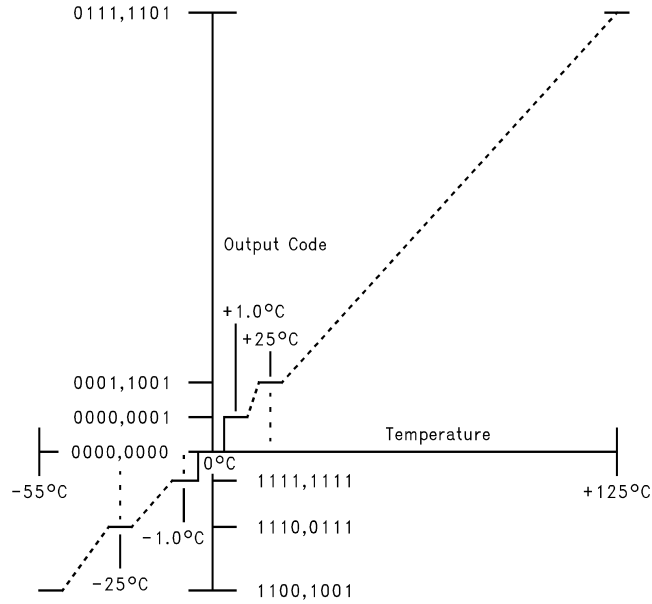 0111,1101
Output Code
+1.0°C
+25°C
0001,1001
0000,0001
Temperature
0000,0000
0°C
-55°C
1111,1111
+125°C
1110,0111
-1.0°C
-25°C
1100,1001